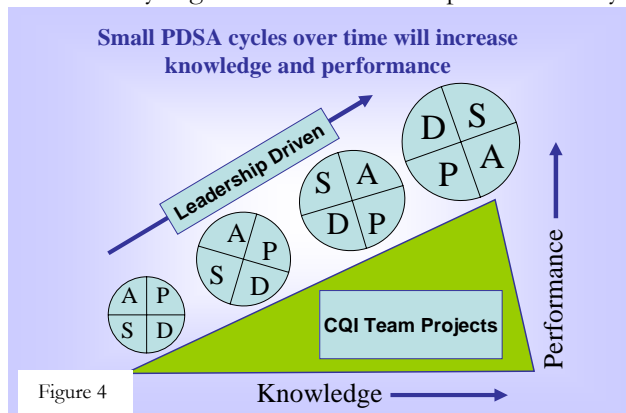 Small PDSA cycles over time will increase
knowledge and performance
Leadership Driven
D S
P A
S A
D P
A P
S D
A P
S D
CQI Team Projects
Performance
Knowledge
Figure 4